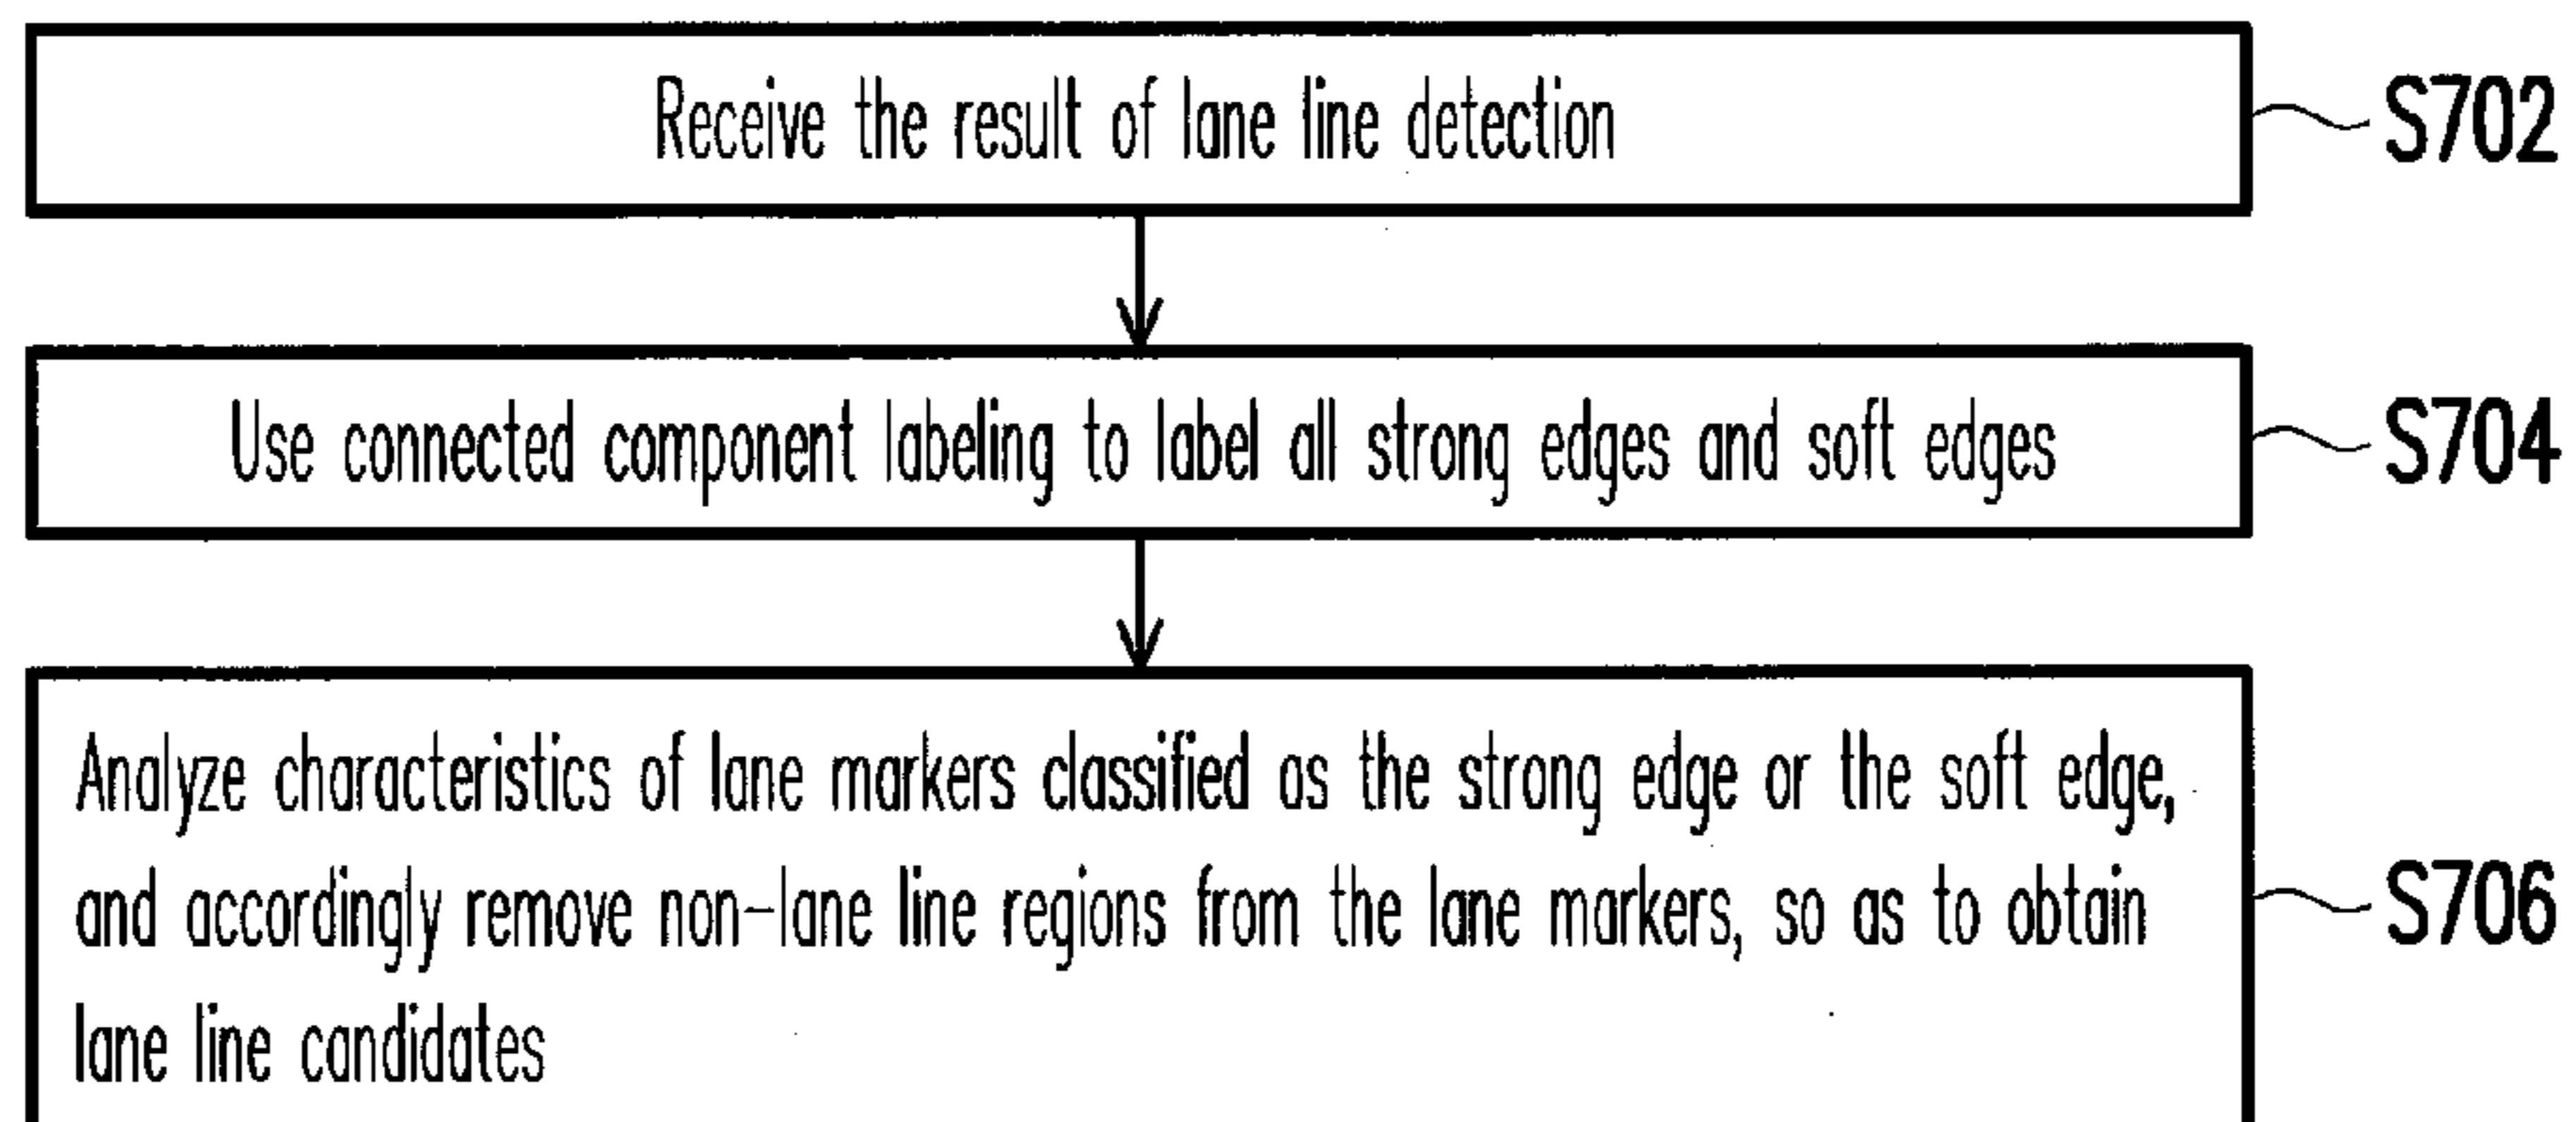 Receive the result of lane line detection
S702
Use connected component labeling to label all strong edges and soft edges
S704
Analyze characteristics of lane markers classified as the strong edge or the soft edge,
and accordingly remove non-lane line regions from the lane markers, so as to obtain
lane line candidates
S706